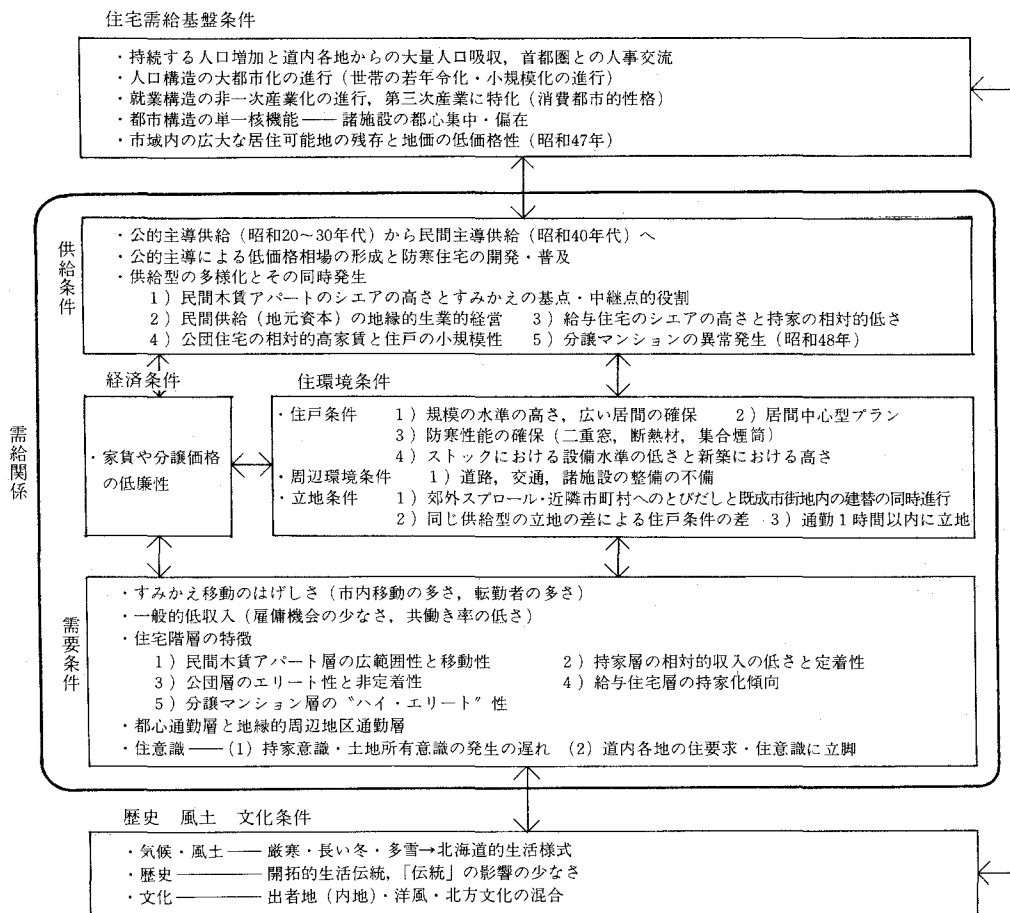 住宅需給基盤条件
・持続する人口増加と道内各地からの大量人口吸収，首都圏との人事交流
・人口構造の大都市化の進行（世帯の若年令化・小規模化の進行）
・就業構造の非一次産業化の進行，第三次産業に特化（消費都市的性格）
・都市構造の単一核機能――諸施設の都心集中・偏在
・市域内の広大な居住可能地の残存と地価の低価格性（昭和47年）
需給関係
供給条件
・公的主導供給（昭和20〜30年代）から民間主導供給（昭和40年代）へ
・公的主導による低価格相場の形成と防寒住宅の開発・普及
・供給型の多様化とその同時発生
1）民間木賃アパートのシエアの高さとすみかえの基点・中継点的役割
2）民間供給（地元資本）の地縁的生業的経営　3）給与住宅のシエアの高さと持家の相対的低さ
4）公団住宅の相対的高家賃と住戸の小規模性　5）分譲マンションの異常発生（昭和48年）
経済条件
・家賃や分譲価格
の低廉性
住環境条件
・住戸条件　1）規模の水準の高さ，広い居間の確保　2）居間中心型プラン
3）防寒性能の確保（二重窓，断熱材，集合煙筒）
4）ストックにおける設備水準の低さと新築における高さ
・周辺環境条件　1）道路，交通，諸施設の整備の不備
・立地条件　1）郊外スプロール・近隣市町村へのとびだしと既成市街地内の建替の同時進行
2）同じ供給型の立地の差による住戸条件の差　3）通勤1時間以内に立地
需要条件
・すみかえ移動のはげしさ（市内移動の多さ，転勤者の多さ）
・一般的低収入（雇傭機会の少なさ，共働き率の低さ）
・住宅階層の特徴
1）民間木賃アパート層の広範囲性と移動性　2）持家層の相対的収入の低さと定着性
3）公団層のエリート性と非定着性　4）給与住宅層の持家化傾向
5）分譲マンション層の〝ハイ・エリート〟性
・都心通勤層と地縁的周辺地区通勤層
・住意識――(1) 持家意識・土地所有意識の発生の遅れ　(2) 道内各地の住要求・住意識に立脚
歴史　風土　文化条件
・気候・風土――厳寒・長い冬・多雪→北海道的生活様式
・歴史――――開拓的生活伝統，「伝統」の影響の少なさ
・文化――――出者地（内地）・洋風・北方文化の混合